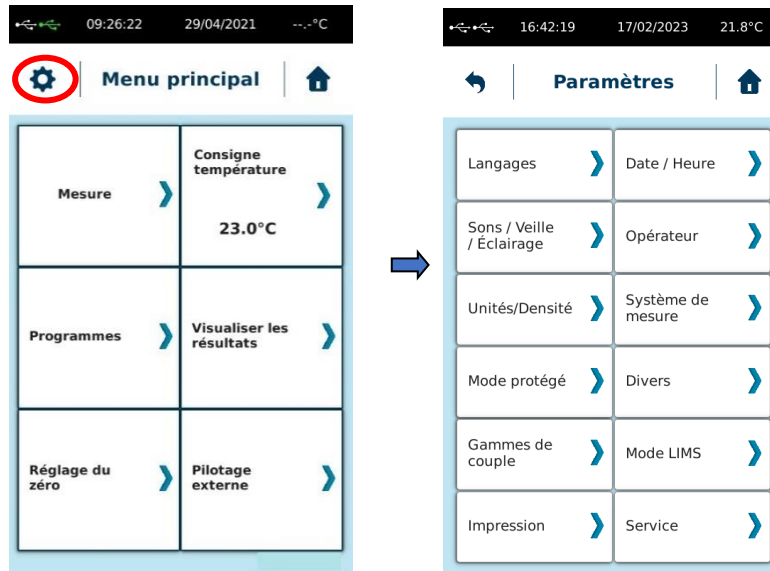 09:26:22 29/04/2021 --.-°C
Menu principal
Mesure
Consigne
température
23.0°C
Programmes
Visualiser les
résultats
Réglage du
zéro
Pilotage
externe
16:42:19 17/02/2023 21.8°C
Paramètres
Langages
Date / Heure
Sons / Veille
/ Éclairage
Opérateur
Unités/Densité
Système de
mesure
Mode protégé
Divers
Gammes de
couple
Mode LIMS
Impression
Service